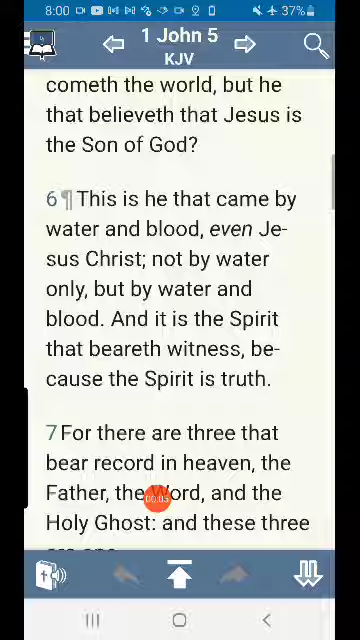 8:00 37%
1 John 5
KJV
cometh the world, but he
that believeth that Jesus is
the Son of God?
6¶ This is he that came by
water and blood, even Je-
sus Christ; not by water
only, but by water and
blood. And it is the Spirit
that beareth witness, be-
cause the Spirit is truth.
7 For there are three that
bear record in heaven, the
Father, the Word, and the
Holy Ghost: and these three
are one.